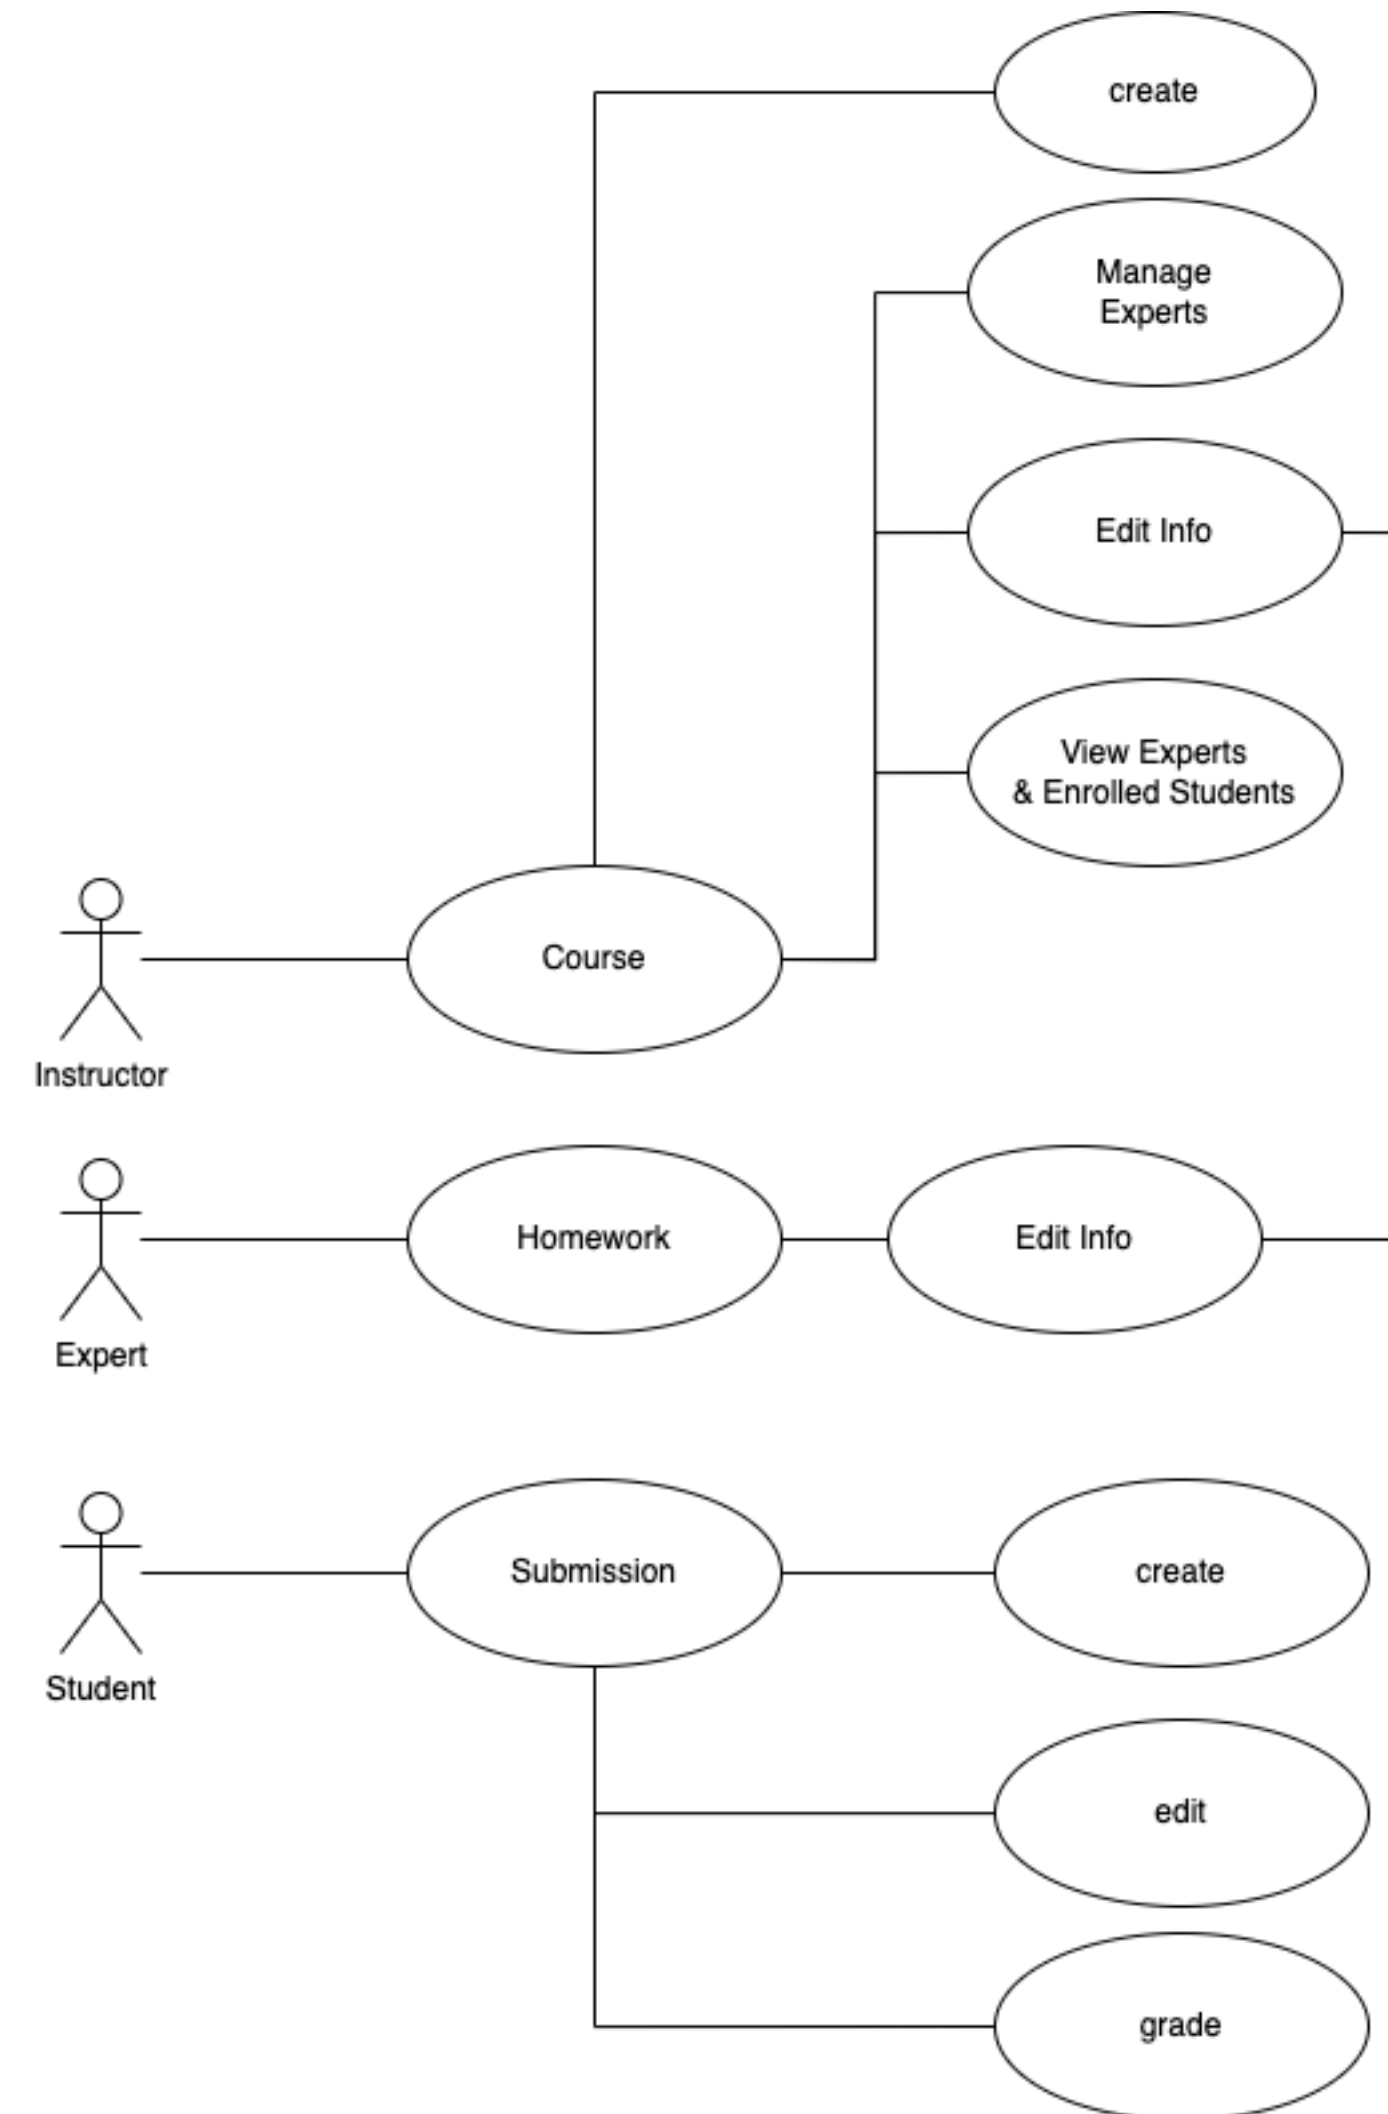 create
Manage
Experts
Edit Info
View Experts
& Enrolled Students
Course
Instructor
Homework
Edit Info
Expert
Submission
create
Student
edit
grade